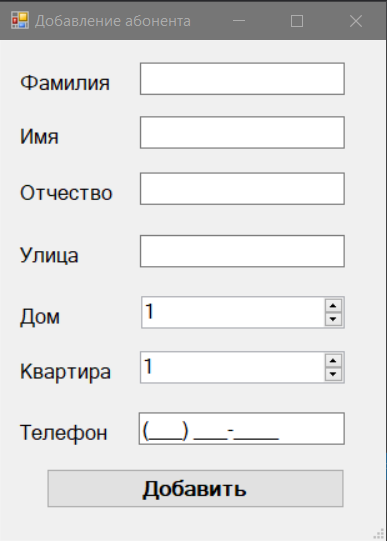 Добавление абонента
Фамилия
Имя
Отчество
Улица
Дом 1
Квартира 1
Телефон (___) ___-____
Добавить